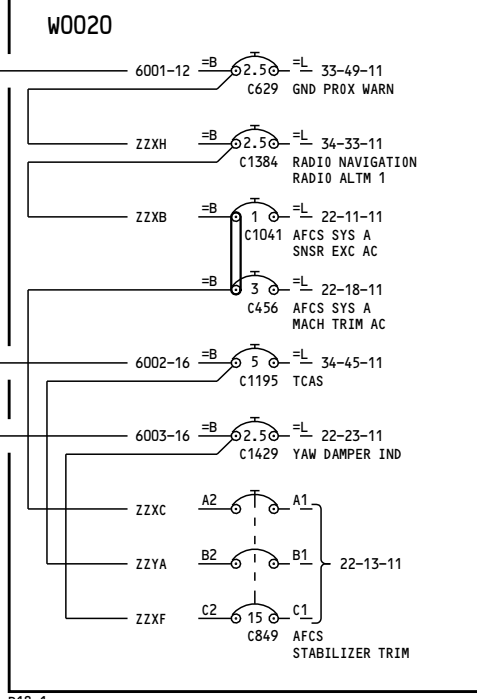 W0020
6001-12 =B 2.5 =L 33-49-11
C629 GND PROX WARN
ZZXH =B 2.5 =L 34-33-11
C1384 RADIO NAVIGATION
RADIO ALTM 1
ZZXB =B 1 =L 22-11-11
C1041 AFCS SYS A
SNSR EXC AC
=B 3 =L 22-18-11
C456 AFCS SYS A
MACH TRIM AC
6002-16 =B 5 =L 34-45-11
C1195 TCAS
6003-16 =B 2.5 =L 22-23-11
C1429 YAW DAMPER IND
ZZXC A2 A1
ZZYA B2 B1 22-13-11
ZZXF C2 15 C1
C849 AFCS
STABILIZER TRIM